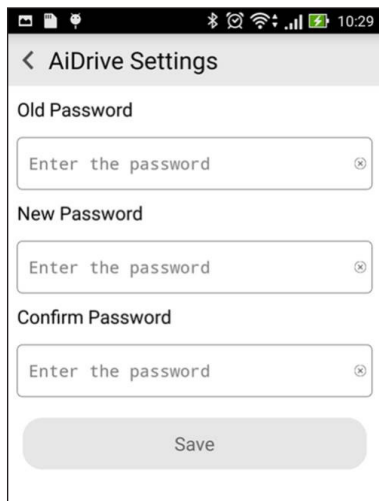 10:29
AiDrive Settings
Old Password
Enter the password
New Password
Enter the password
Confirm Password
Enter the password
Save